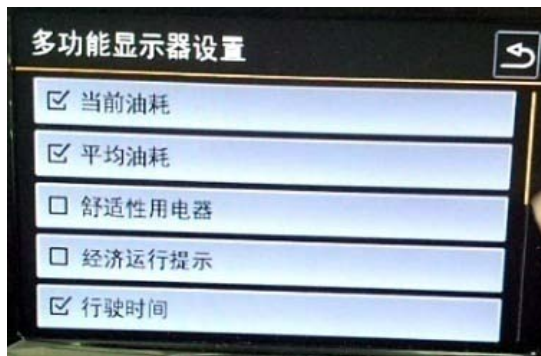 多功能显示器设置
当前油耗
平均油耗
舒适性用电器
经济运行提示
行驶时间